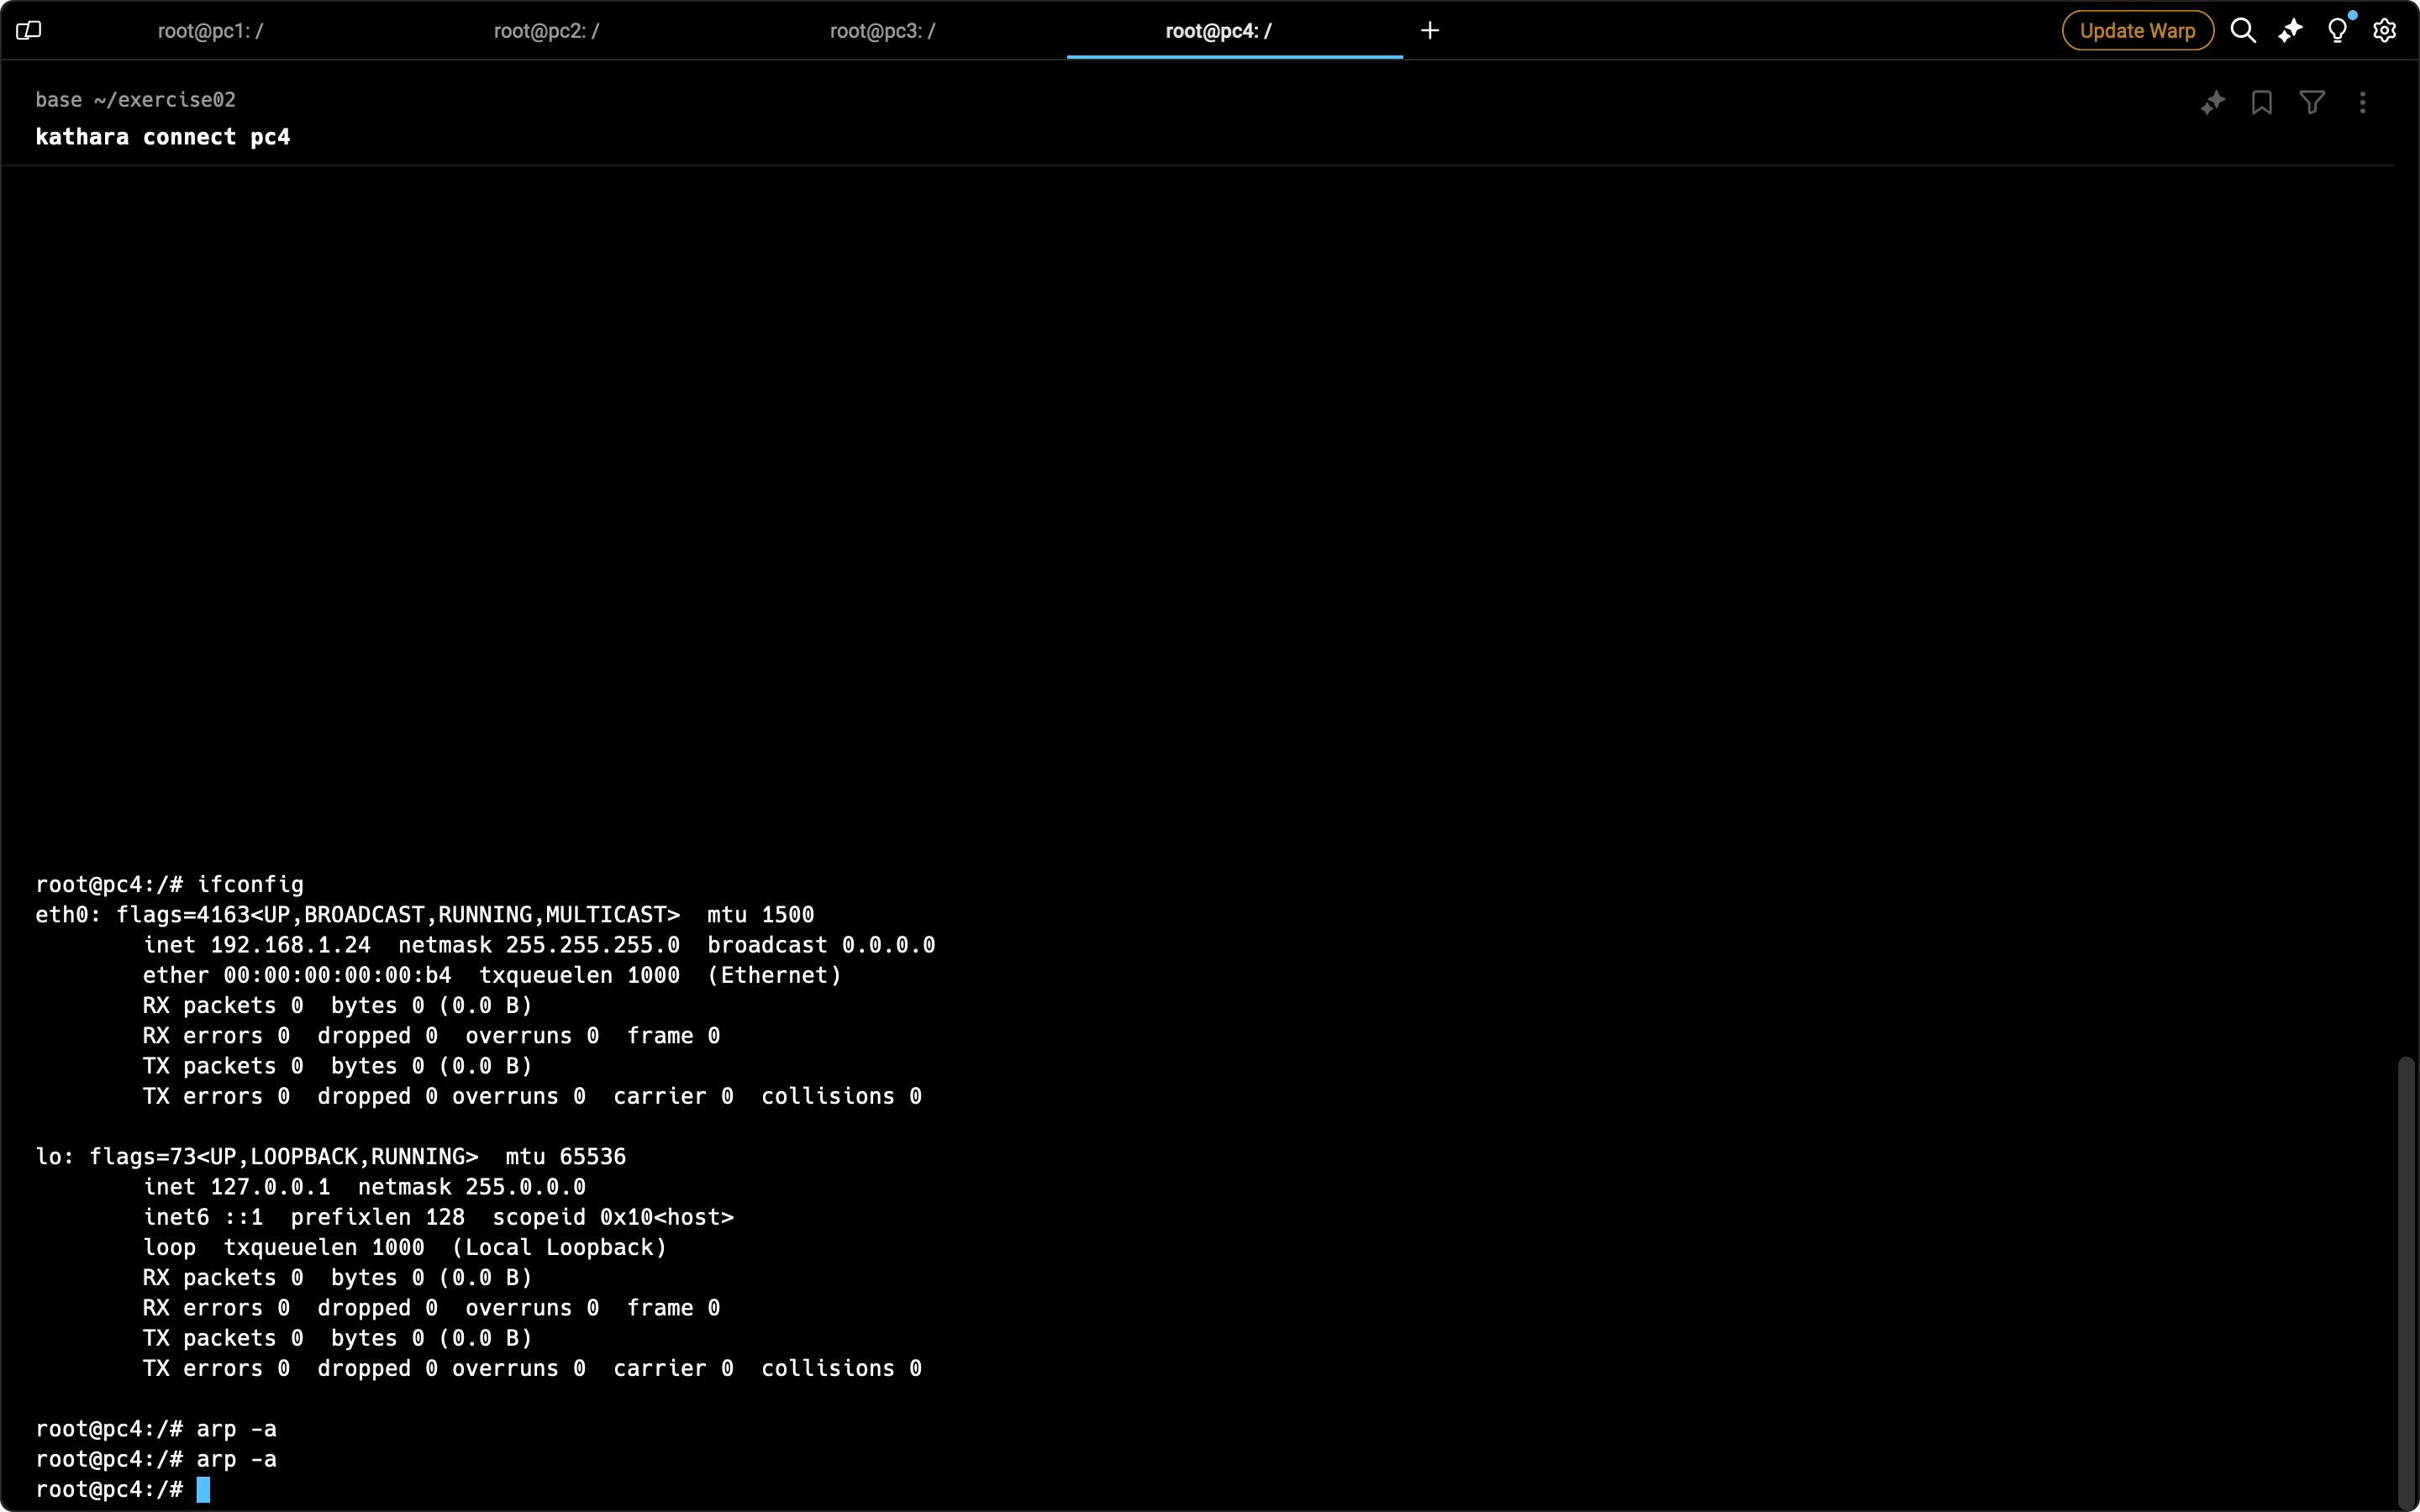 root@pc1: /
root@pc2: /
root@pc3: /
root@pc4: /
Update Warp
base ~/exercise02
kathara connect pc4
root@pc4:/# ifconfig
eth0: flags=4163<UP,BROADCAST,RUNNING,MULTICAST>  mtu 1500
        inet 192.168.1.24  netmask 255.255.255.0  broadcast 0.0.0.0
        ether 00:00:00:00:00:b4  txqueuelen 1000  (Ethernet)
        RX packets 0  bytes 0 (0.0 B)
        RX errors 0  dropped 0  overruns 0  frame 0
        TX packets 0  bytes 0 (0.0 B)
        TX errors 0  dropped 0 overruns 0  carrier 0  collisions 0
lo: flags=73<UP,LOOPBACK,RUNNING>  mtu 65536
        inet 127.0.0.1  netmask 255.0.0.0
        inet6 ::1  prefixlen 128  scopeid 0x10<host>
        loop  txqueuelen 1000  (Local Loopback)
        RX packets 0  bytes 0 (0.0 B)
        RX errors 0  dropped 0  overruns 0  frame 0
        TX packets 0  bytes 0 (0.0 B)
        TX errors 0  dropped 0 overruns 0  carrier 0  collisions 0
root@pc4:/# arp -a
root@pc4:/# arp -a
root@pc4:/#